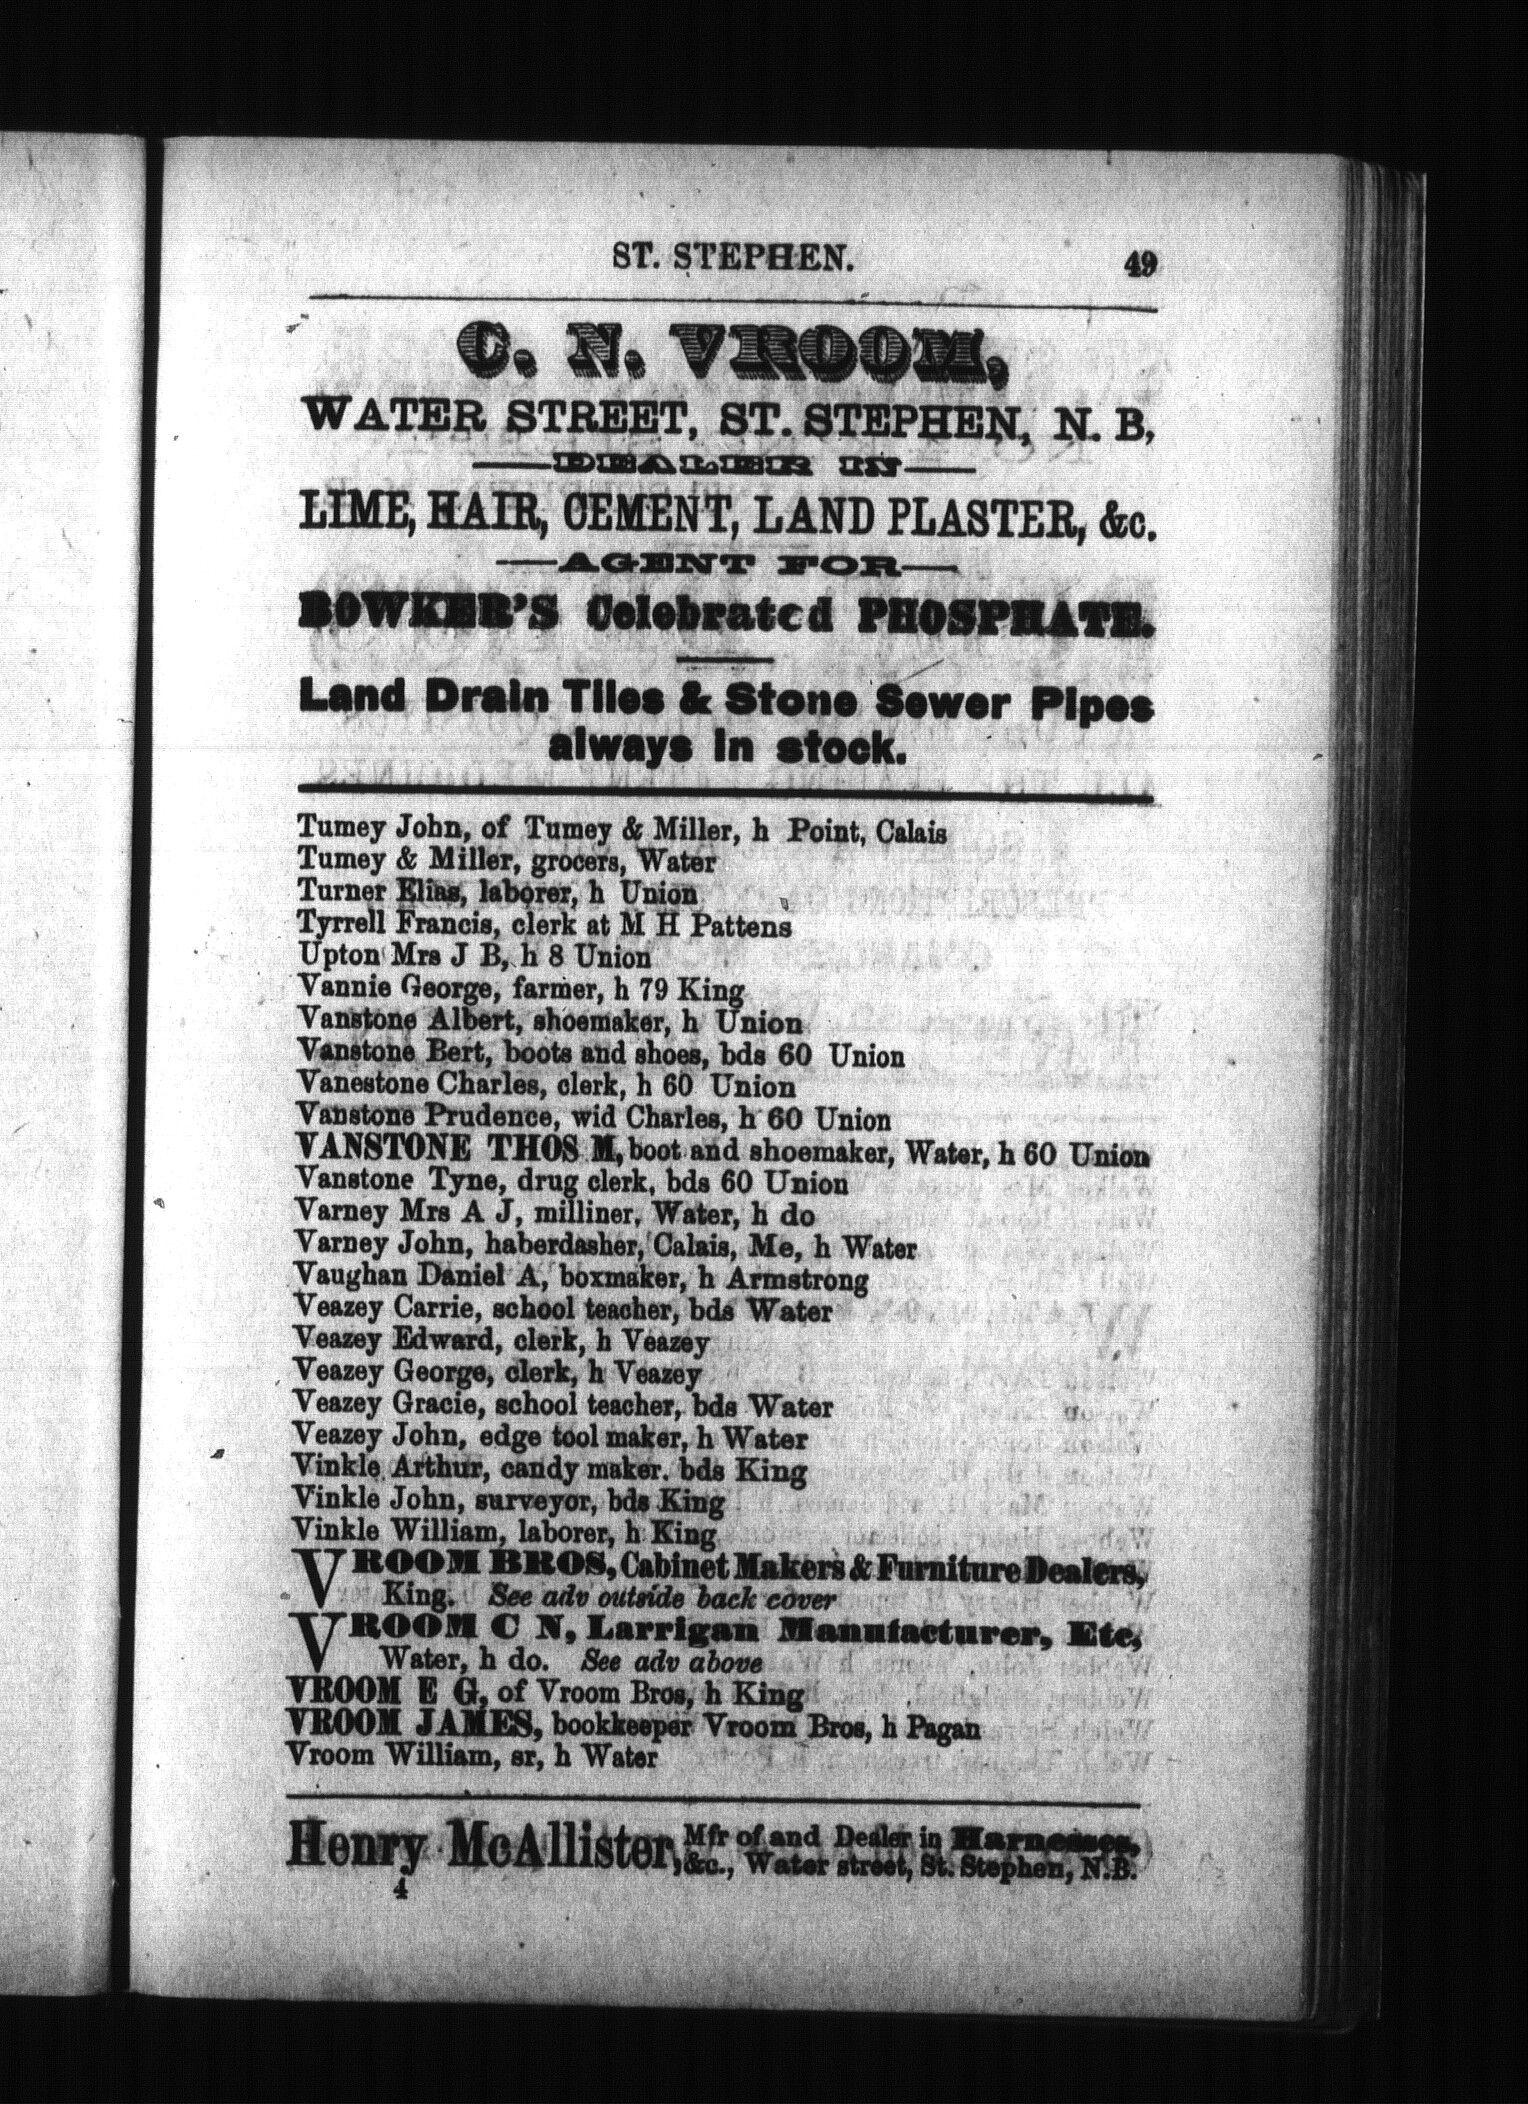 ST. STEPHEN. 49
C. N. VROOM,
WATER STREET, ST. STEPHEN, N. B,
—DEALER IN—
LIME, HAIR, CEMENT, LAND PLASTER, &c.
—AGENT FOR—
BOWKER'S Celebrated PHOSPHATE.
Land Drain Tiles & Stone Sewer Pipes
always in stock.
Tumey John, of Tumey & Miller, h Point, Calais
Tumey & Miller, grocers, Water
Turner Elias, laborer, h Union
Tyrrell Francis, clerk at M H Pattens
Upton Mrs J B, h 8 Union
Vannie George, farmer, h 79 King
Vanstone Albert, shoemaker, h Union
Vanstone Bert, boots and shoes, bds 60 Union
Vanestone Charles, clerk, h 60 Union
Vanstone Prudence, wid Charles, h 60 Union
VANSTONE THOS M, boot and shoemaker, Water, h 60 Union
Vanstone Tyne, drug clerk, bds 60 Union
Varney Mrs A J, milliner, Water, h do
Varney John, haberdasher, Calais, Me, h Water
Vaughan Daniel A, boxmaker, h Armstrong
Veazey Carrie, school teacher, bds Water
Veazey Edward, clerk, h Veazey
Veazey George, clerk, h Veazey
Veazey Gracie, school teacher, bds Water
Veazey John, edge tool maker, h Water
Vinkle Arthur, candy maker. bds King
Vinkle John, surveyor, bds King
Vinkle William, laborer, h King
VROOM BROS, Cabinet Makers & Furniture Dealers,
King. See adv outside back cover
VROOM C N, Larrigan Manufacturer, Etc,
Water, h do. See adv above
VROOM E G, of Vroom Bros, h King
VROOM JAMES, bookkeeper Vroom Bros, h Pagan
Vroom William, sr, h Water
Henry McAllister, Mfr of and Dealer in Harnesses,
&c., Water street, St. Stephen, N.B.
4